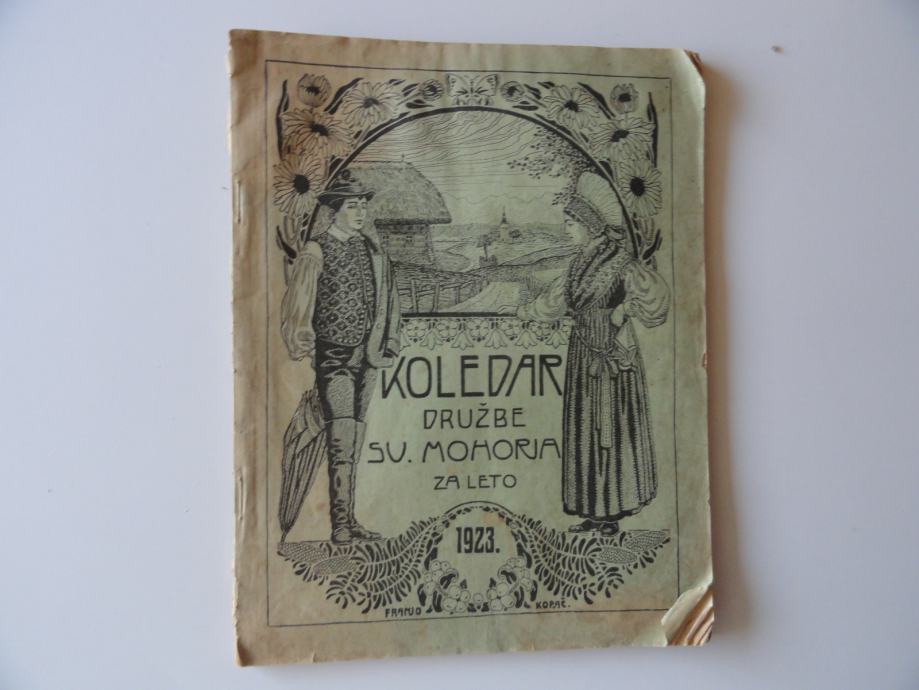 KOLEDAR
DRUŽBE
SV. MOHORJA
ZA LETO
1923.
FRANJO KOPAČ.